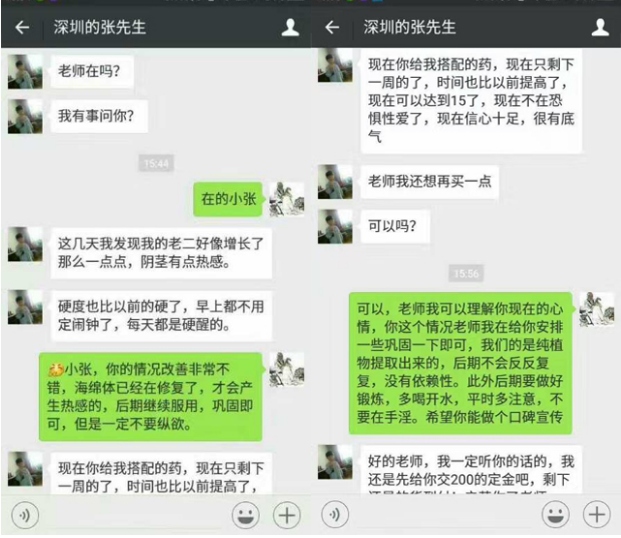 深圳的张先生
老师在吗?
我有事问你?
15:44
在的小张
这几天我发现我的老二好像增长了
那么一点点，阴茎有点热感。
硬度也比以前的硬了，早上都不用
定闹钟了，每天都是硬醒的。
小张，你的情况改善非常不
错，海绵体已经在修复了，才会产
生热感的，后期继续服用，巩固即
可，但是一定不要纵欲。
现在你给我搭配的药，现在只剩下
一周的了，时间也比以前提高了，
深圳的张先生
现在你给我搭配的药，现在只剩下
一周的了，时间也比以前提高了，
现在可以达到15了，现在不在恐
惧性爱了，现在信心十足，很有底
气
老师我还想再买一点
可以吗?
15:56
可以，老师我可以理解你现在的心
情，你这个情况老师我在给你安排
一些巩固一下即可，我们的是纯植
物提取出来的，后期不会反反复
复，没有依赖性。此外后期要做好
锻炼，多喝开水，平时多注意，不
要在手淫。希望你能做个口碑宣传
好的老师，我一定听你的话的，我
还是先给你交200的定金吧，剩下